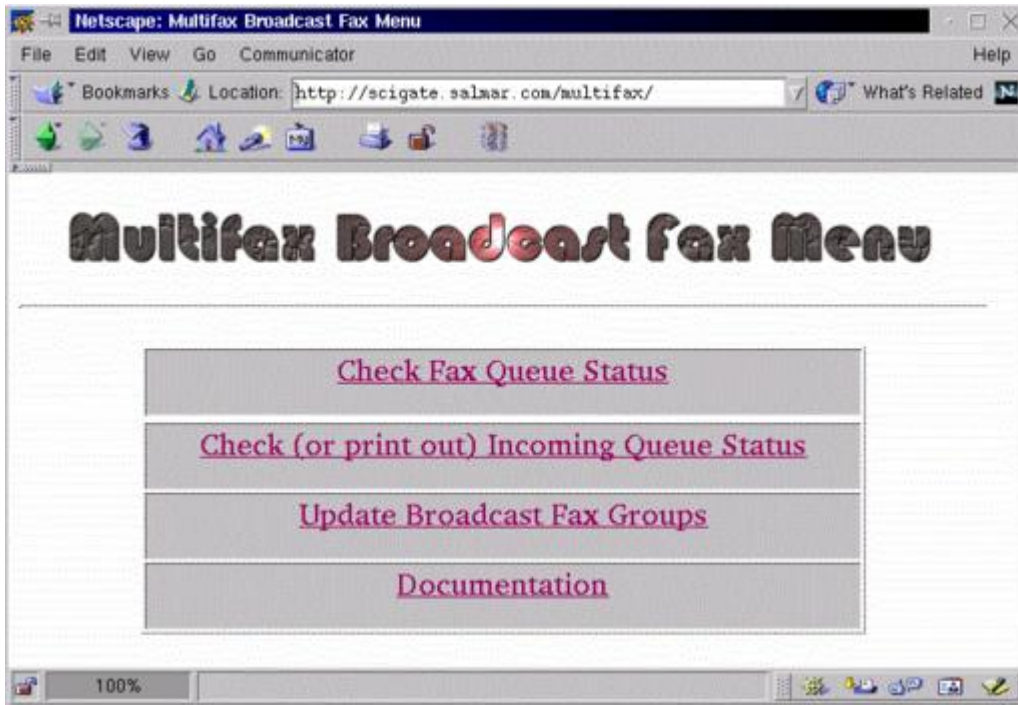 Netscape: Multifax Broadcast Fax Menu
File Edit View Go Communicator Help
Bookmarks Location: http://scigate.salmar.com/multifax/ What's Related N
My
Multifax Broadcast Fax Menu
Check Fax Queue Status
Check (or print out) Incoming Queue Status
Update Broadcast Fax Groups
Documentation
100%